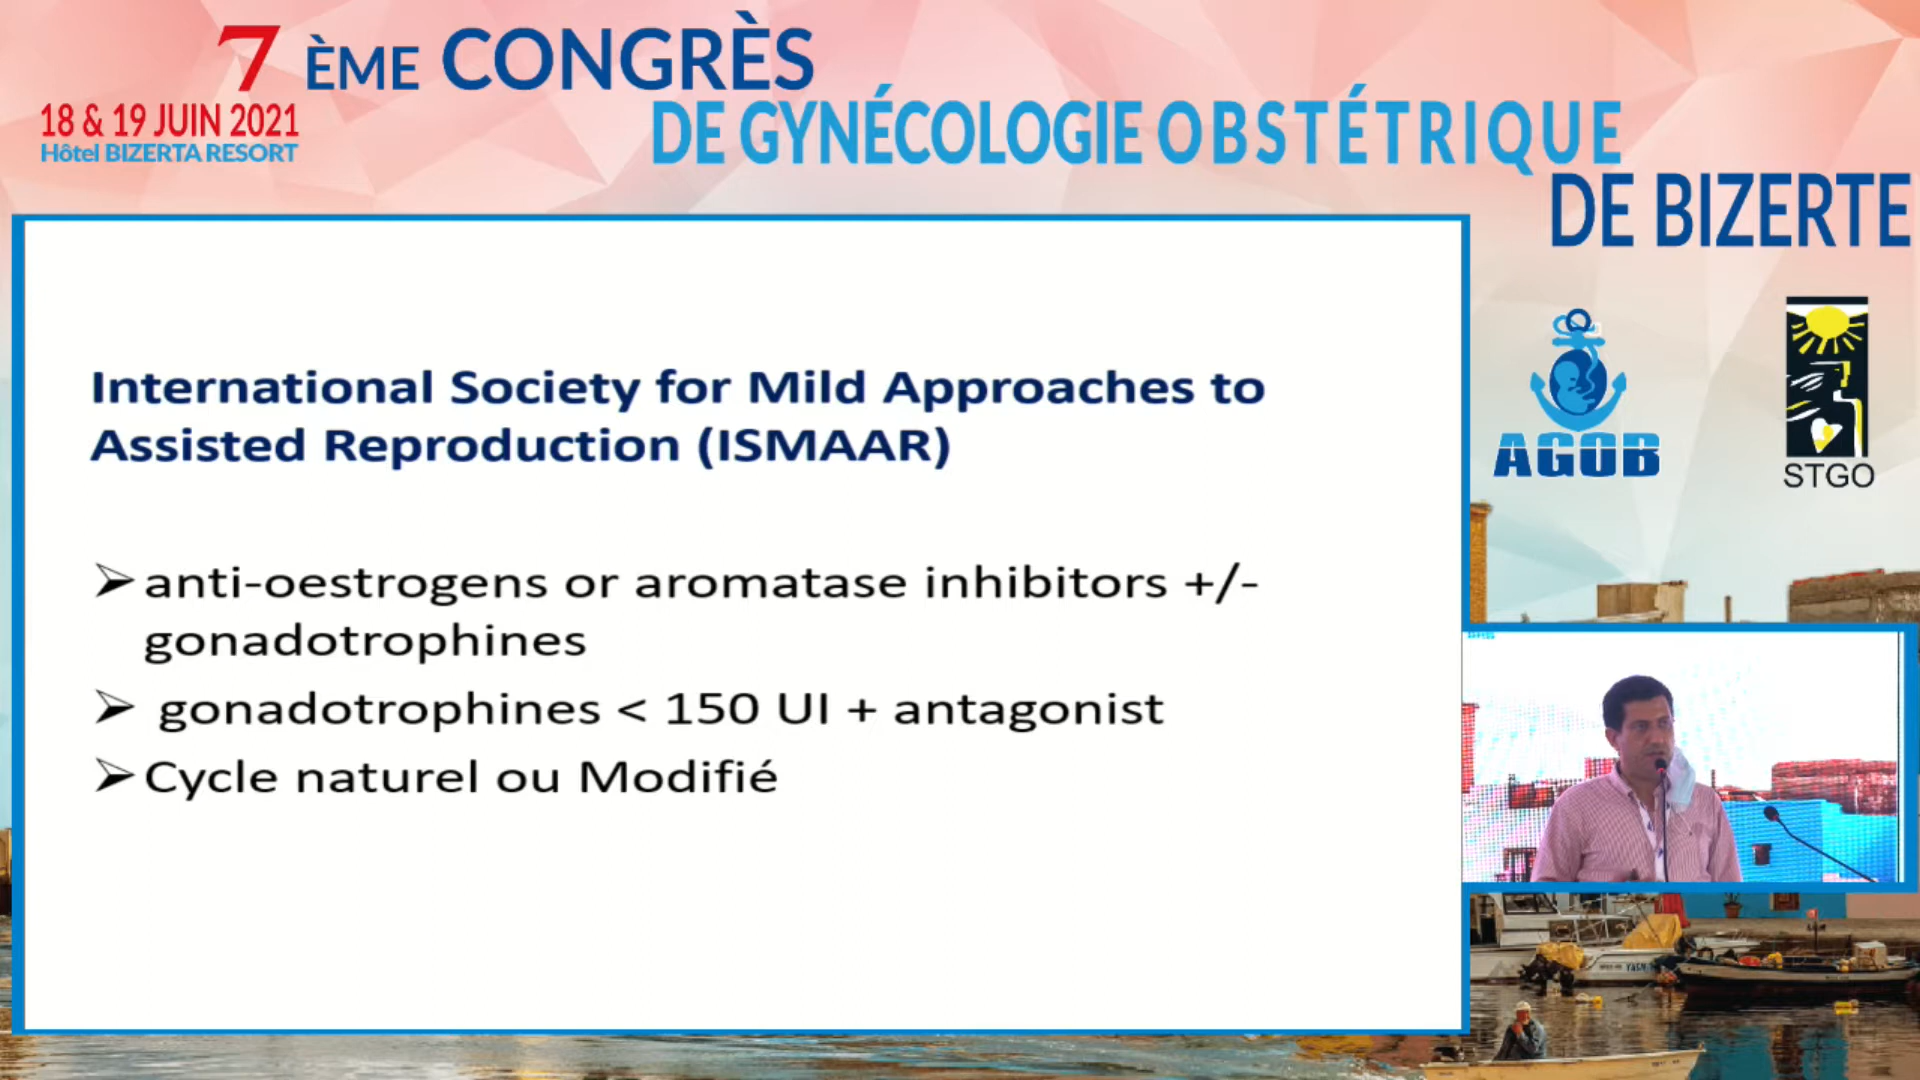 7 ÈME CONGRÈS
18 & 19 JUIN 2021
Hôtel BIZERTA RESORT
DE GYNÉCOLOGIE OBSTÉTRIQUE
DE BIZERTE
AGOB
STGO
International Society for Mild Approaches to
Assisted Reproduction (ISMAAR)
➢ anti-oestrogens or aromatase inhibitors +/-
gonadotrophines
➢ gonadotrophines < 150 UI + antagonist
➢ Cycle naturel ou Modifié